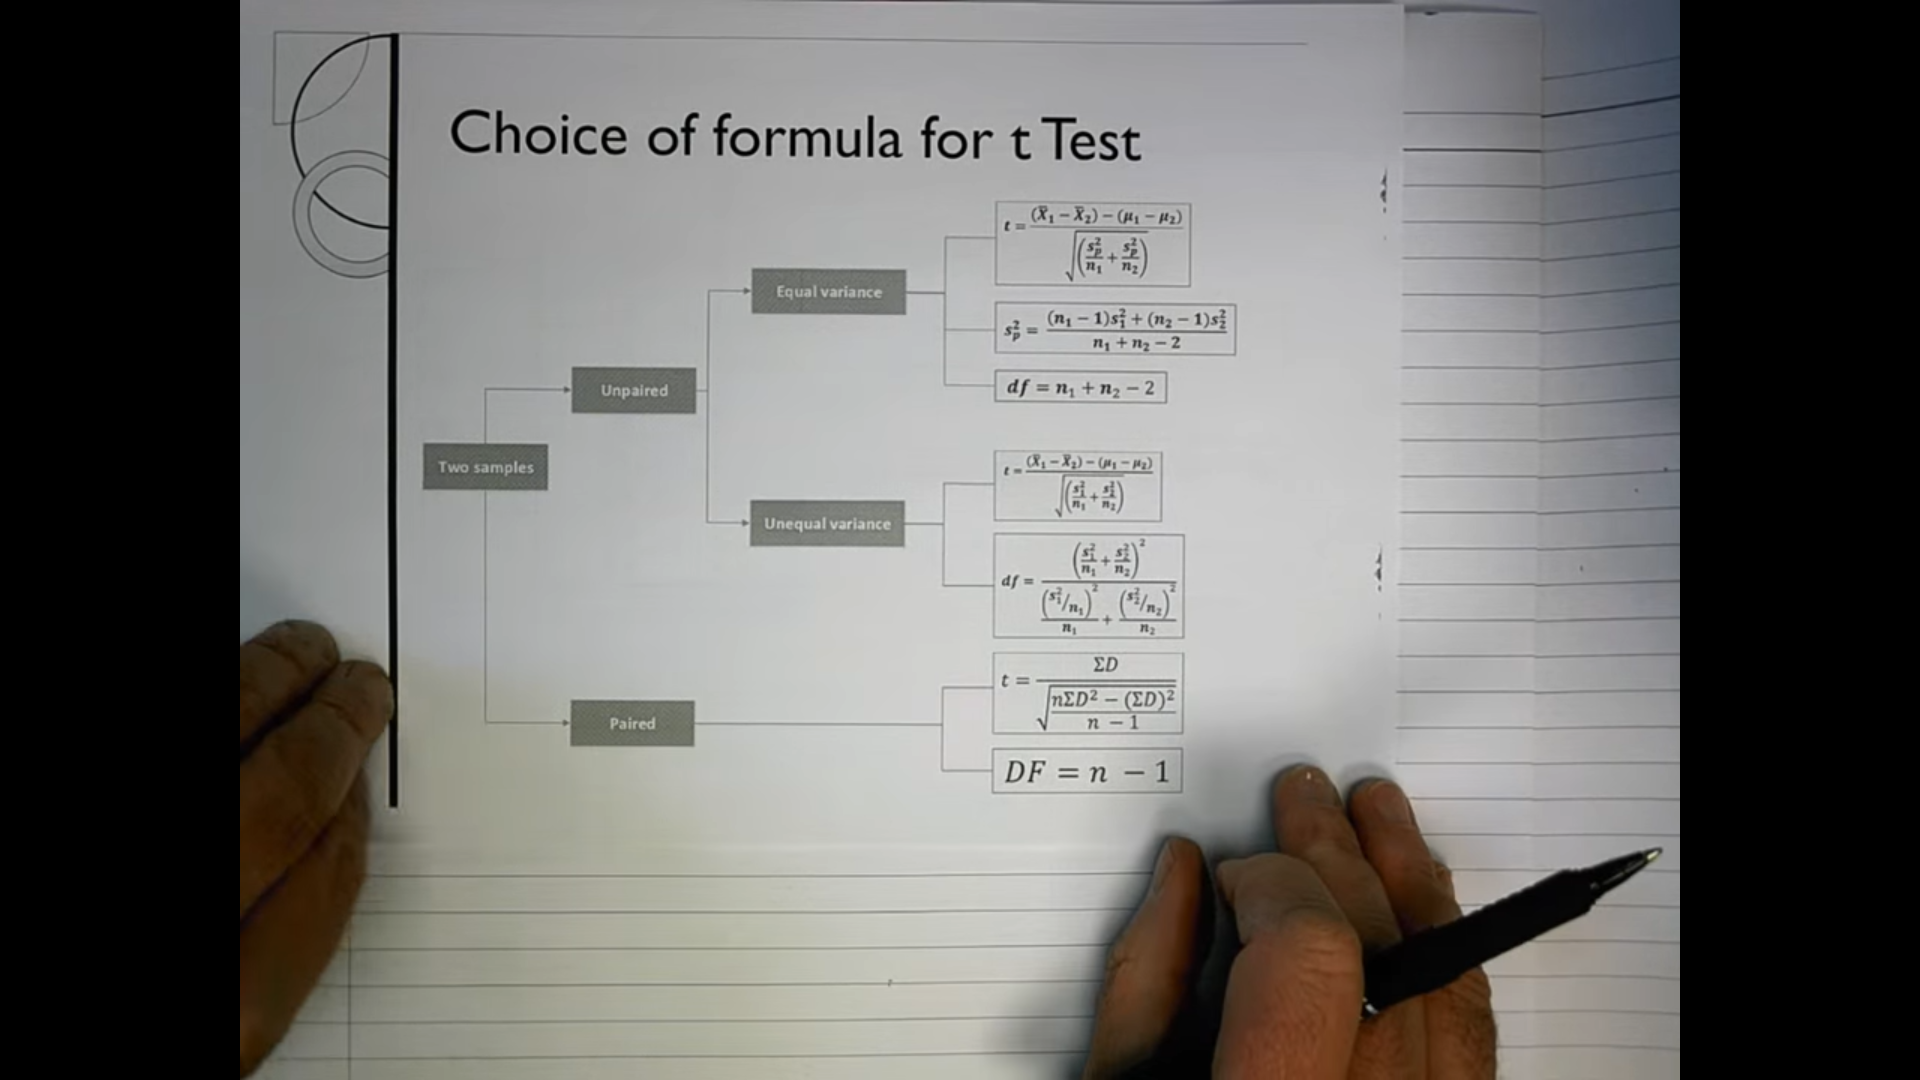 Choice of formula for t Test
Two samples
Unpaired
Equal variance
t = (X̄₁ − X̄₂) − (μ₁ − μ₂) / √(s²ₚ/n₁ + s²ₚ/n₂)
s²ₚ = (n₁ − 1)s²₁ + (n₂ − 1)s²₂ / n₁ + n₂ − 2
df = n₁ + n₂ − 2
Unequal variance
t = (X̄₁ − X̄₂) − (μ₁ − μ₂) / √(s²₁/n₁ + s²₂/n₂)
df = (s²₁/n₁ + s²₂/n₂)² / (s²₁/n₁)²/n₁ + (s²₂/n₂)²/n₂
Paired
t = ΣD / √(nΣD² − (ΣD)² / n − 1)
DF = n − 1